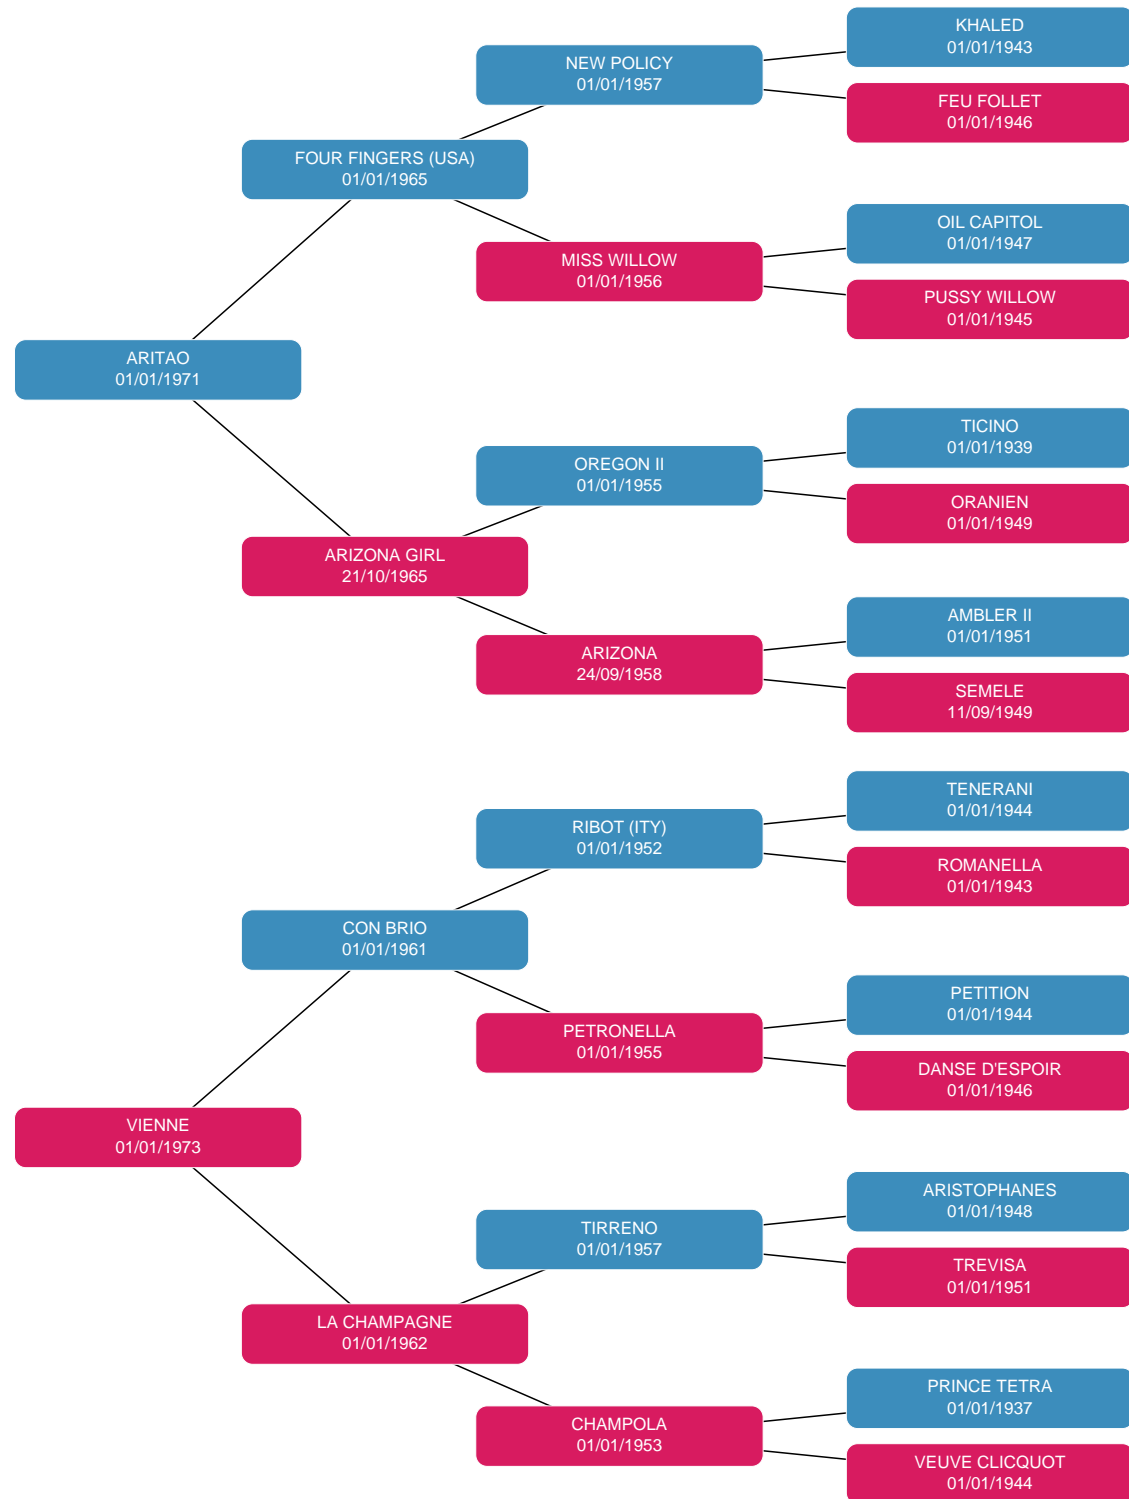 KHALED
01/01/1943
NEW POLICY
01/01/1957
FEU FOLLET
01/01/1946
FOUR FINGERS (USA)
01/01/1965
OIL CAPITOL
01/01/1947
MISS WILLOW
01/01/1956
PUSSY WILLOW
01/01/1945
ARITAO
01/01/1971
TICINO
01/01/1939
OREGON II
01/01/1955
ORANIEN
01/01/1949
ARIZONA GIRL
21/10/1965
AMBLER II
01/01/1951
ARIZONA
24/09/1958
SEMELE
11/09/1949
TENERANI
01/01/1944
RIBOT (ITY)
01/01/1952
ROMANELLA
01/01/1943
CON BRIO
01/01/1961
PETITION
01/01/1944
PETRONELLA
01/01/1955
DANSE D'ESPOIR
01/01/1946
VIENNE
01/01/1973
ARISTOPHANES
01/01/1948
TIRRENO
01/01/1957
TREVISA
01/01/1951
LA CHAMPAGNE
01/01/1962
PRINCE TETRA
01/01/1937
CHAMPOLA
01/01/1953
VEUVE CLICQUOT
01/01/1944